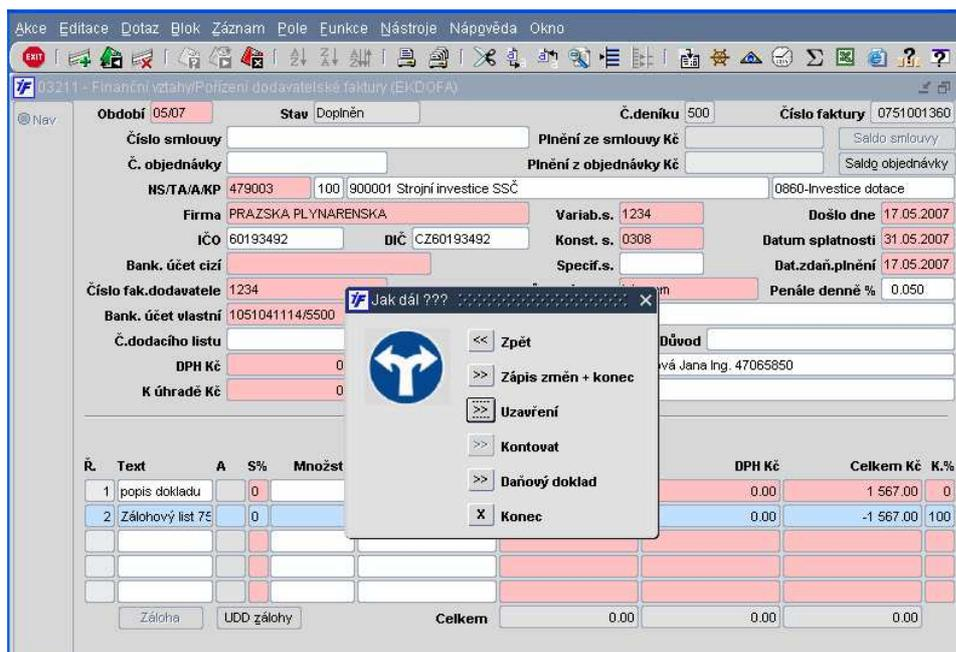 Akce Editace Dotaz Blok Záznam Pole Funkce Nástroje Nápověda Okno
EXIT
03211 - Finanční vztahy/Pořízení dodavatelské faktury (EKDOFA)
Nav
Období 05/07 Stav Doplněn Č.deníku 500 Číslo faktury 0751001360
Číslo smlouvy Plnění ze smlouvy Kč Saldo smlouvy
Č. objednávky Plnění z objednávky Kč Saldo objednávky
NS/TA/A/KP 479003 100 900001 Strojní investice SSČ 0860-Investice dotace
Firma PRAZSKA PLYNARENSKA Variab.s. 1234 Došlo dne 17.05.2007
IČO 60193492 DIČ CZ60193492 Konst. s. 0308 Datum splatnosti 31.05.2007
Bank. účet cizí Specif.s. Dat.zdaň.plnění 17.05.2007
Číslo fak.dodavatele 1234 Penále denně % 0.050
Bank. účet vlastní 1051041114/5500
Č.dodacího listu Důvod
DPH Kč 0 ová Jana Ing. 47065850
K úhradě Kč 0
Jak dál ???
<< Zpět
>> Zápis změn + konec
>> Uzavření
>> Kontovat
>> Daňový doklad
X Konec
Ř. Text A S% Množst DPH Kč Celkem Kč K.%
1 popis dokladu 0 0.00 1 567.00 0
2 Zálohový list 75 0 0.00 -1 567.00 100
Záloha UDD zálohy Celkem 0.00 0.00 0.00